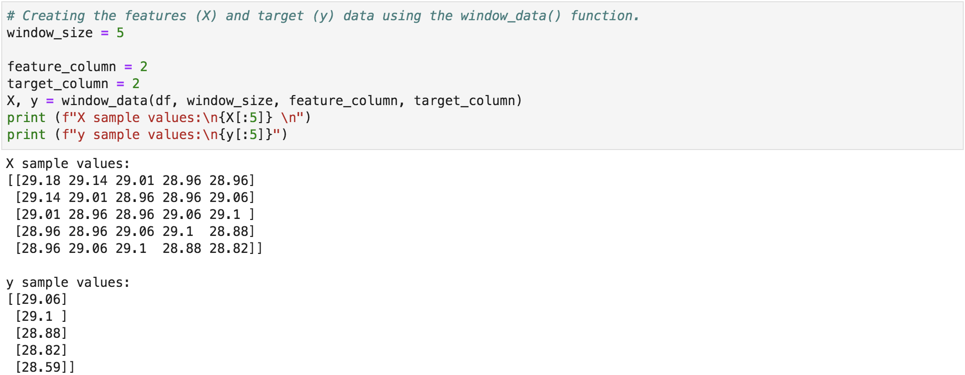 # Creating the features (X) and target (y) data using the window_data() function.
window_size = 5

feature_column = 2
target_column = 2
X, y = window_data(df, window_size, feature_column, target_column)
print (f"X sample values:\n{X[:5]} \n")
print (f"y sample values:\n{y[:5]}")
X sample values:
[[29.18 29.14 29.01 28.96 28.96]
 [29.14 29.01 28.96 28.96 29.06]
 [29.01 28.96 28.96 29.06 29.1 ]
 [28.96 28.96 29.06 29.1  28.88]
 [28.96 29.06 29.1  28.88 28.82]]

y sample values:
[[29.06]
 [29.1 ]
 [28.88]
 [28.82]
 [28.59]]